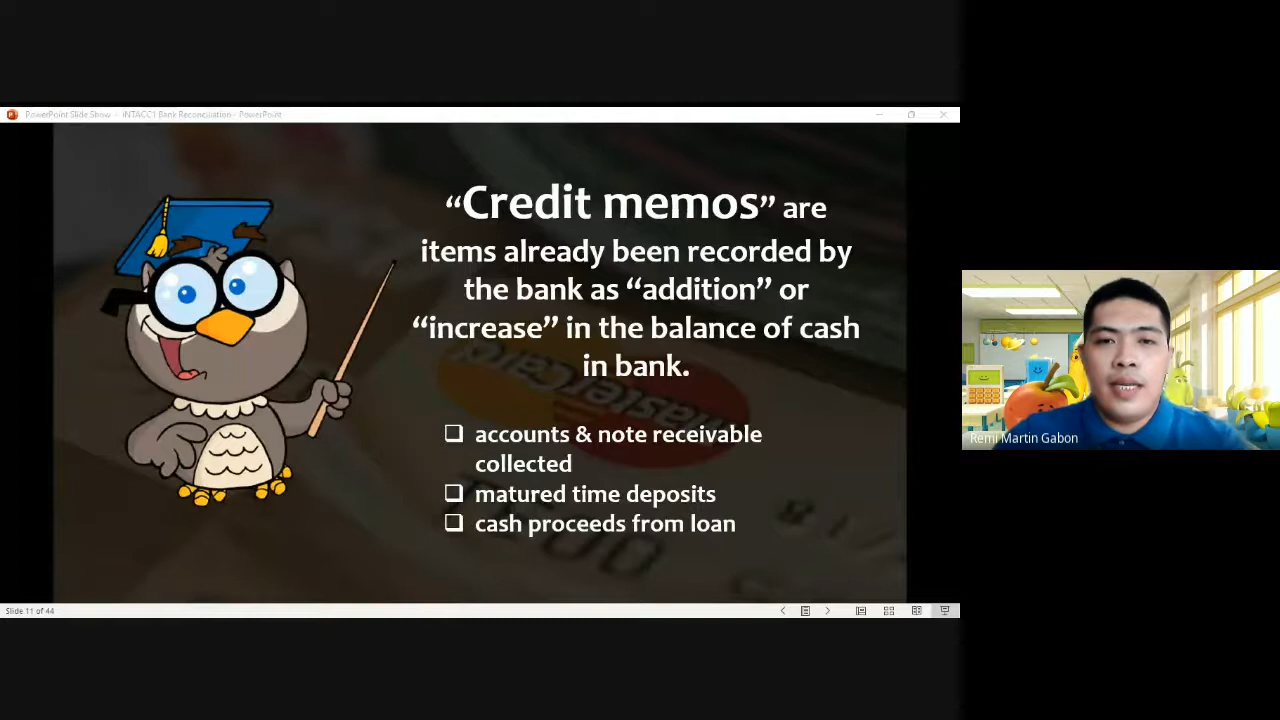 PowerPoint Slide Show - INTACC1 Bank Reconciliation - PowerPoint
“Credit memos” are
items already been recorded by
the bank as “addition” or
“increase” in the balance of cash
in bank.
accounts & note receivable
collected
matured time deposits
cash proceeds from loan
MasterCard
Slide 11 of 44
Remi Martin Gabon